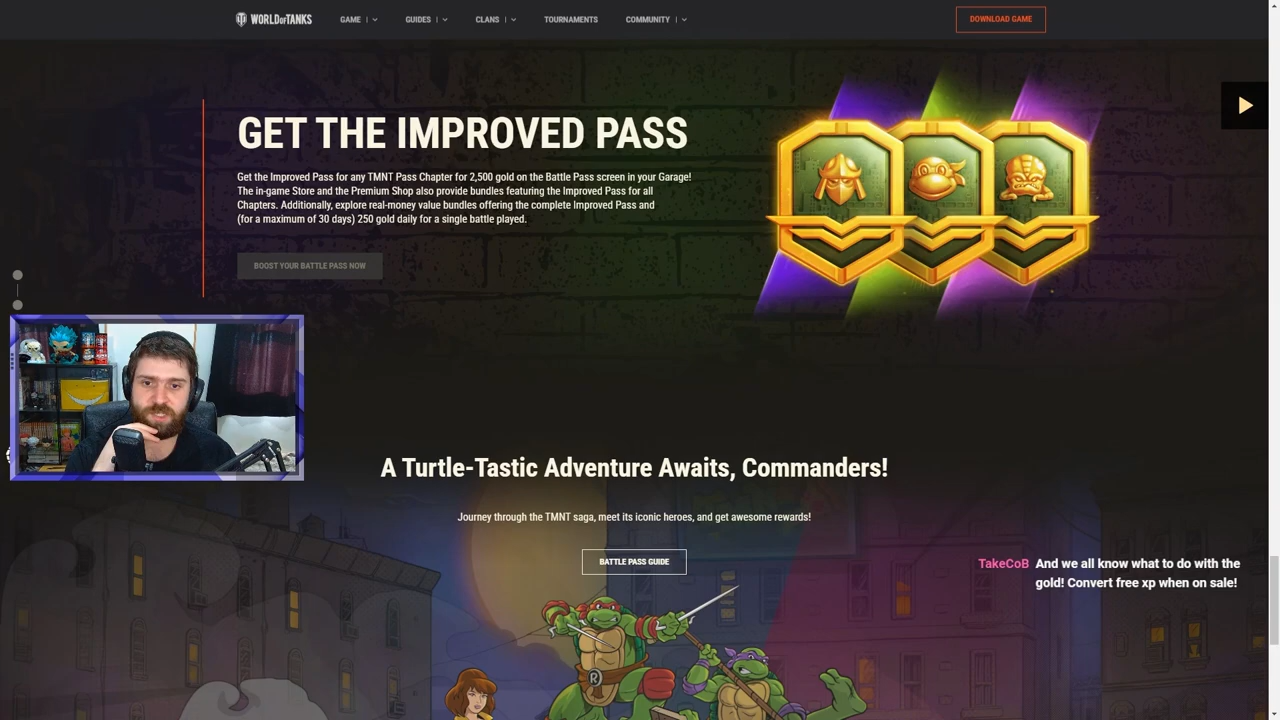 WORLD OF TANKS
GAME
GUIDES
CLANS
TOURNAMENTS
COMMUNITY
DOWNLOAD GAME
GET THE IMPROVED PASS
Get the Improved Pass for any TMNT Pass Chapter for 2,500 gold on the Battle Pass screen in your Garage!
The in-game Store and the Premium Shop also provide bundles featuring the Improved Pass for all
Chapters. Additionally, explore real-money value bundles offering the complete Improved Pass and
(for a maximum of 30 days) 250 gold daily for a single battle played.
BOOST YOUR BATTLE PASS NOW
A Turtle-Tastic Adventure Awaits, Commanders!
Journey through the TMNT saga, meet its iconic heroes, and get awesome rewards!
BATTLE PASS GUIDE
TakeCoB And we all know what to do with the
gold! Convert free xp when on sale!
R